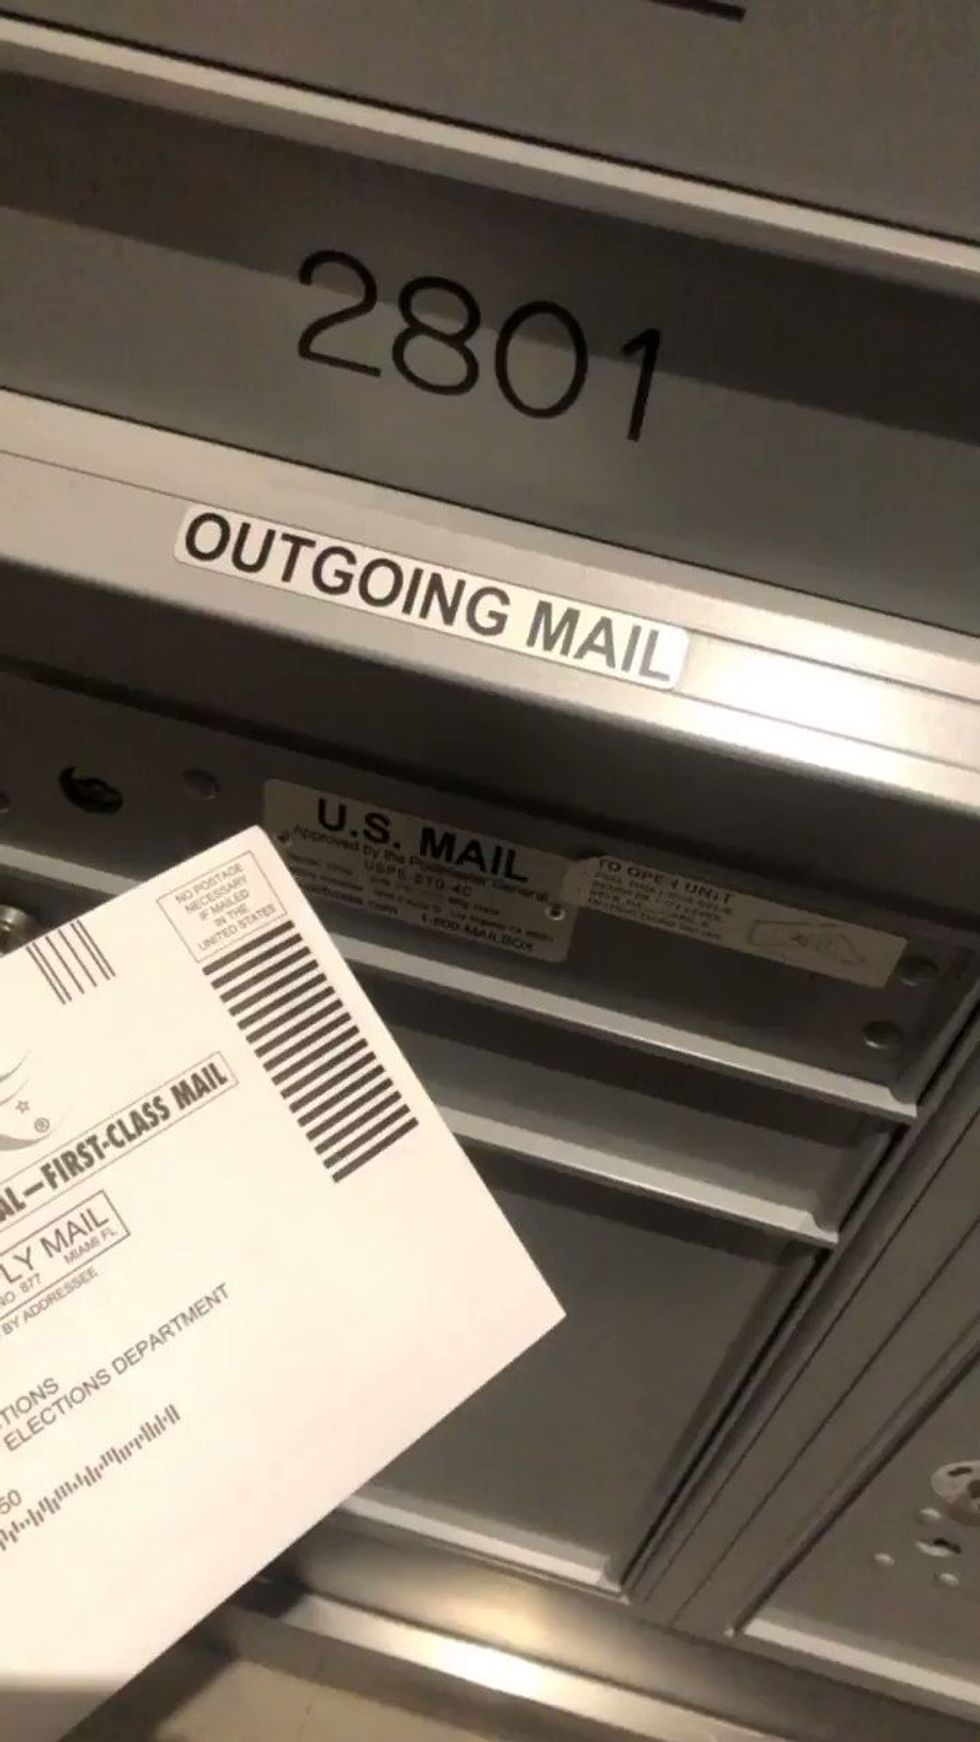 2801
OUTGOING MAIL
U.S. MAIL
Approved by the Postmaster General
USPS STD-4C
1-800 MAILBOX
TO OPEN UNIT
NO POSTAGE
NECESSARY
IF MAILED
IN THE
UNITED STATES
®
AL—FIRST-CLASS MAIL
LY MAIL
NO 877 MIAMI FL
BY ADDRESSEE
TIONS
ELECTIONS DEPARTMENT
50